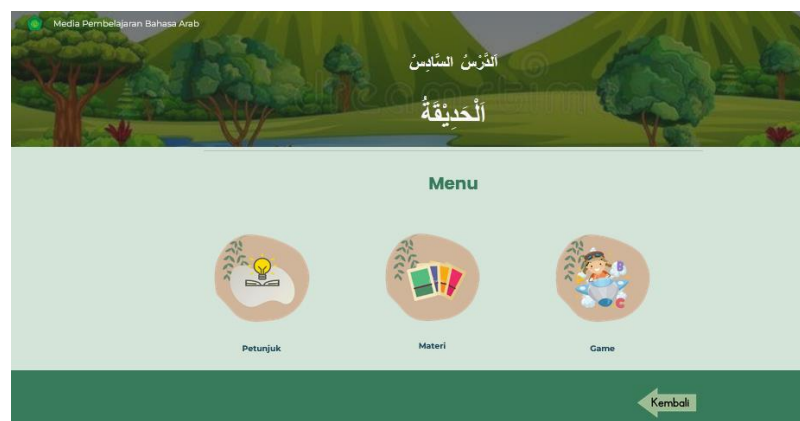 Media Pembelajaran Bahasa Arab
اَلدَّرْسُ السَّادِسُ
اَلْحَدِيْقَةُ
Menu
Petunjuk
Materi
Game
B
C
Kembali